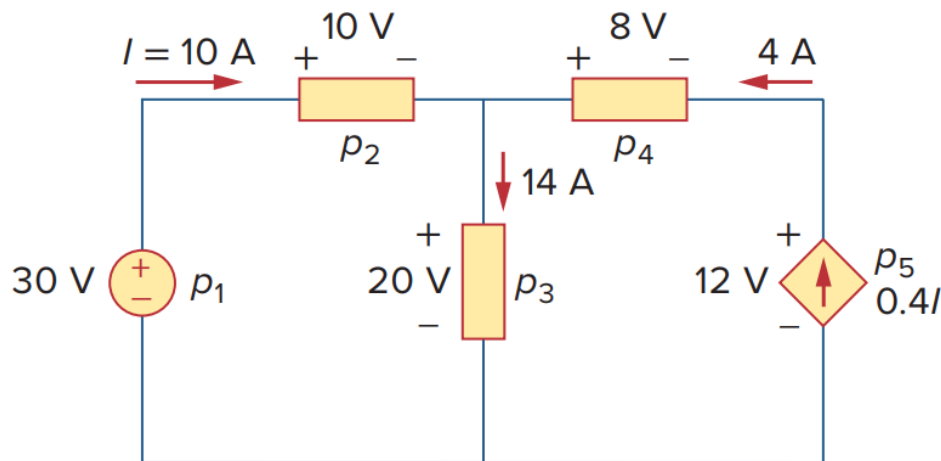 I = 10 A
+ 10 V −
p2
+ 8 V −
p4
4 A
14 A
30 V
+
−
p1
+
20 V
−
p3
+
12 V
−
p5
0.4I